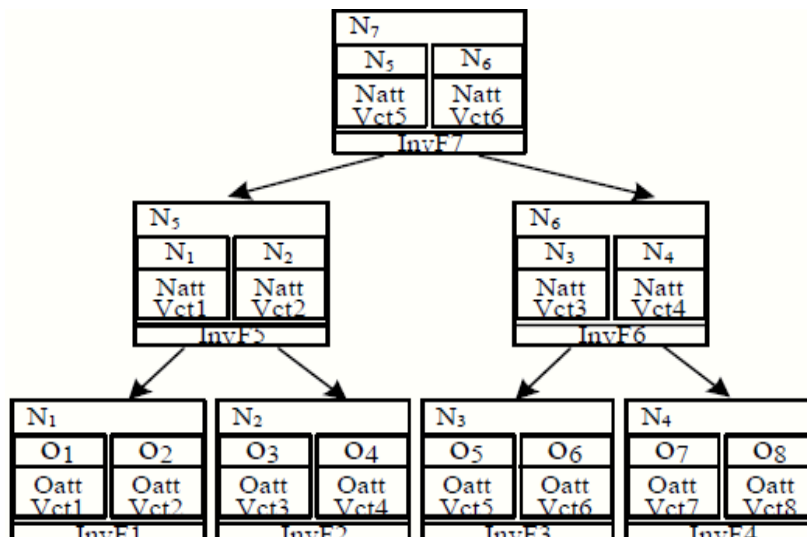 N₇
N₅ N₆
Natt Natt
Vct5 Vct6
InvF7
N₅ N₆
N₁ N₂ N₃ N₄
Natt Natt Natt Natt
Vct1 Vct2 Vct3 Vct4
InvF5 InvF6
N₁ N₂ N₃ N₄
O₁ O₂ O₃ O₄ O₅ O₆ O₇ O₈
Oatt Oatt Oatt Oatt Oatt Oatt Oatt Oatt
Vct1 Vct2 Vct3 Vct4 Vct5 Vct6 Vct7 Vct8
InvF1 InvF2 InvF3 InvF4